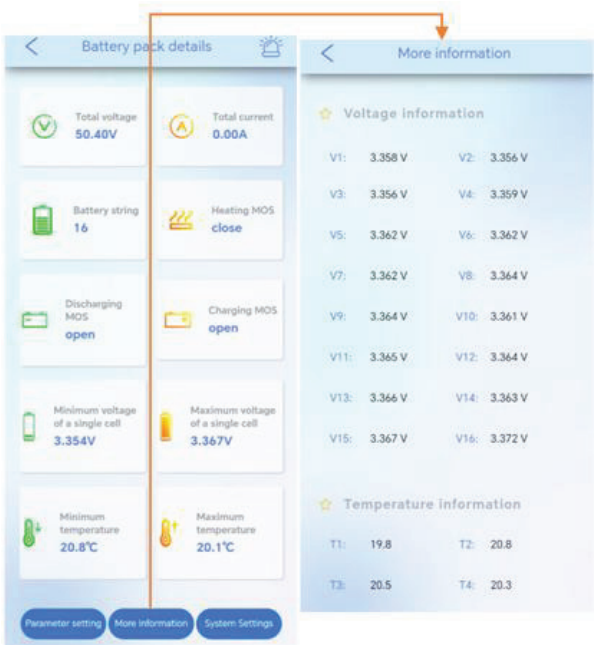 Battery pack details
Total voltage
50.40V
Total current
0.00A
Battery string
16
Heating MOS
close
Discharging
MOS
open
Charging MOS
open
Minimum voltage
of a single cell
3.354V
Maximum voltage
of a single cell
3.367V
Minimum
temperature
20.8℃
Maximum
temperature
20.1℃
Parameter setting
More information
System Settings
More information
Voltage information
V1: 3.358 V V2: 3.356 V
V3: 3.356 V V4: 3.359 V
V5: 3.362 V V6: 3.362 V
V7: 3.362 V V8: 3.364 V
V9: 3.364 V V10: 3.361 V
V11: 3.365 V V12: 3.364 V
V13: 3.366 V V14: 3.363 V
V15: 3.367 V V16: 3.372 V
Temperature information
T1: 19.8 T2: 20.8
T3: 20.5 T4: 20.3